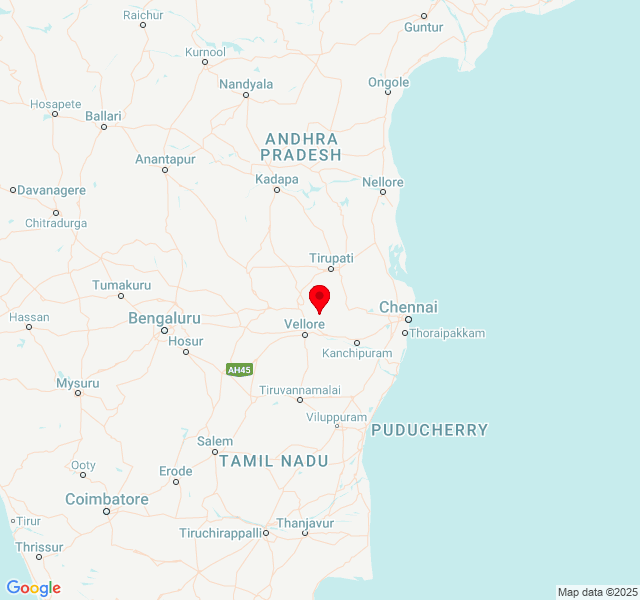 Raichur
Guntur
Kurnool
Nandyala
Ongole
Hosapete
Ballari
ANDHRA
PRADESH
Anantapur
Kadapa
Nellore
Davanagere
Chitradurga
Tirupati
Tumakuru
Chennai
Hassan
Bengaluru
Vellore
Thoraipakkam
Hosur
Kanchipuram
AH45
Mysuru
Tiruvannamalai
Viluppuram
PUDUCHERRY
Salem
TAMIL NADU
Ooty
Erode
Coimbatore
Tirur
Thanjavur
Tiruchirappalli
Thrissur
Google
Map data ©2025